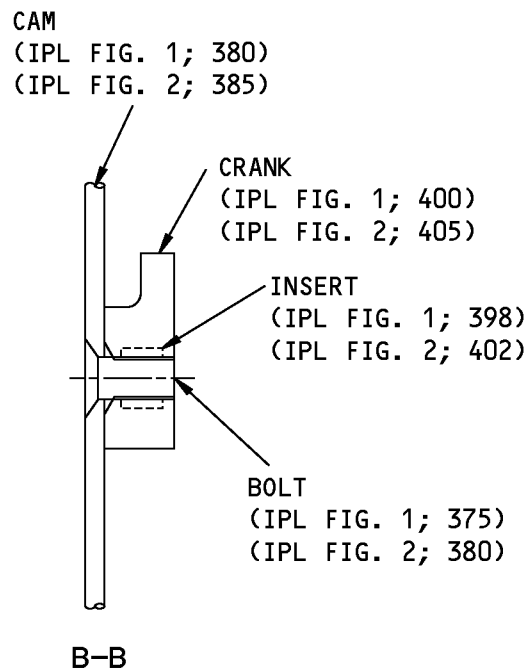 CAM
(IPL FIG. 1; 380)
(IPL FIG. 2; 385)
CRANK
(IPL FIG. 1; 400)
(IPL FIG. 2; 405)
INSERT
(IPL FIG. 1; 398)
(IPL FIG. 2; 402)
BOLT
(IPL FIG. 1; 375)
(IPL FIG. 2; 380)
B-B